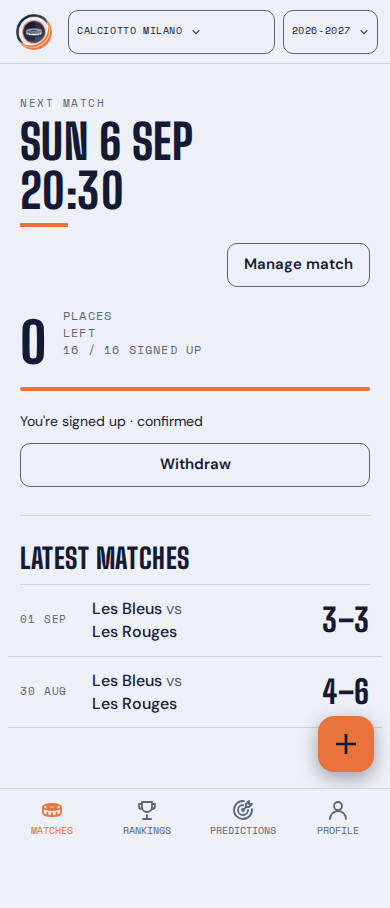 CALCIOTTO MILANO
2026-2027
NEXT MATCH
SUN 6 SEP
20:30
Manage match
0
PLACES
LEFT
16 / 16 SIGNED UP
You're signed up · confirmed
Withdraw
LATEST MATCHES
01 SEP
Les Bleus vs
Les Rouges
3–3
30 AUG
Les Bleus vs
Les Rouges
4–6
MATCHES
RANKINGS
PREDICTIONS
PROFILE